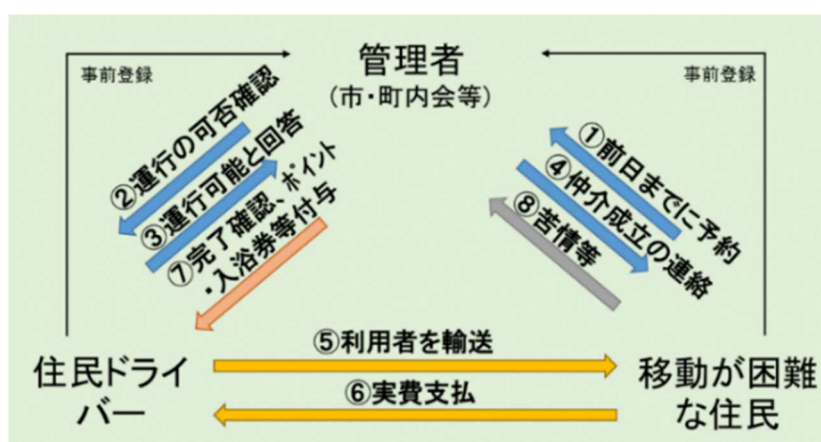 管理者
(市・町内会等)
事前登録
事前登録
②運行の可否確認
③運行可能と回答
⑦完了確認、ポイント
・入浴券等付与
①前日までに予約
④仲介成立の連絡
⑧苦情等
⑤利用者を輸送
⑥実費支払
住民ドライ
バー
移動が困難
な住民